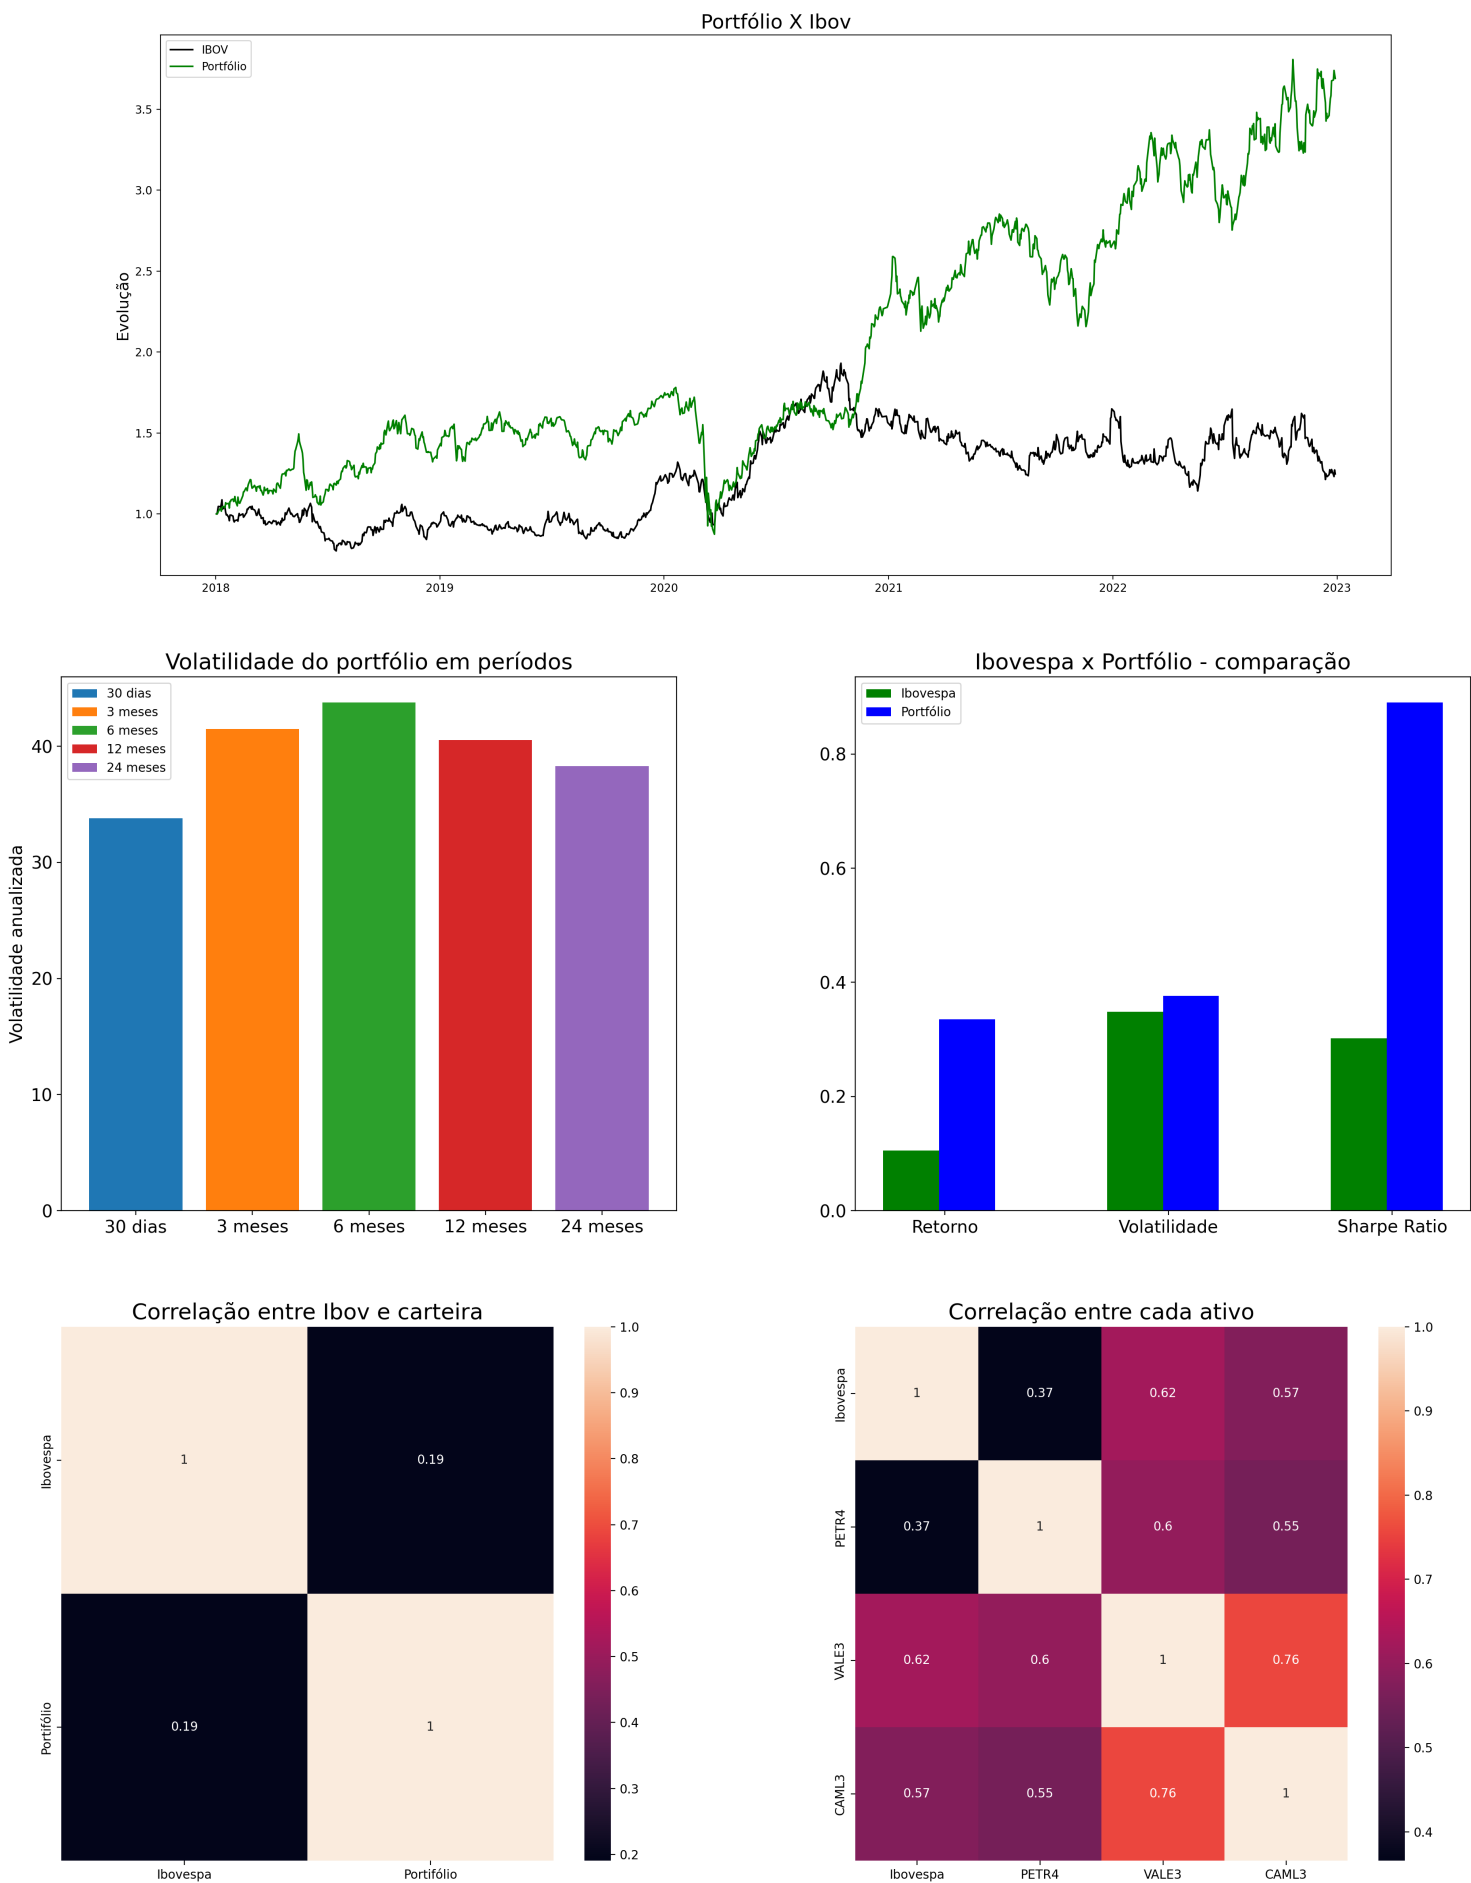 Portfólio X Ibov
IBOV
Portfólio
Evolução
3.5
3.0
2.5
2.0
1.5
1.0
2018 2019 2020 2021 2022 2023
Volatilidade do portfólio em períodos
30 dias
3 meses
6 meses
12 meses
24 meses
Volatilidade anualizada
40
30
20
10
0
30 dias 3 meses 6 meses 12 meses 24 meses
Ibovespa x Portfólio - comparação
Ibovespa
Portfólio
0.8
0.6
0.4
0.2
0.0
Retorno Volatilidade Sharpe Ratio
Correlação entre Ibov e carteira
Ibovespa
1 0.19
Portifólio
0.19 1
Ibovespa Portifólio
1.0
0.9
0.8
0.7
0.6
0.5
0.4
0.3
0.2
Correlação entre cada ativo
Ibovespa
1 0.37 0.62 0.57
PETR4
0.37 1 0.6 0.55
VALE3
0.62 0.6 1 0.76
CAML3
0.57 0.55 0.76 1
Ibovespa PETR4 VALE3 CAML3
1.0
0.9
0.8
0.7
0.6
0.5
0.4